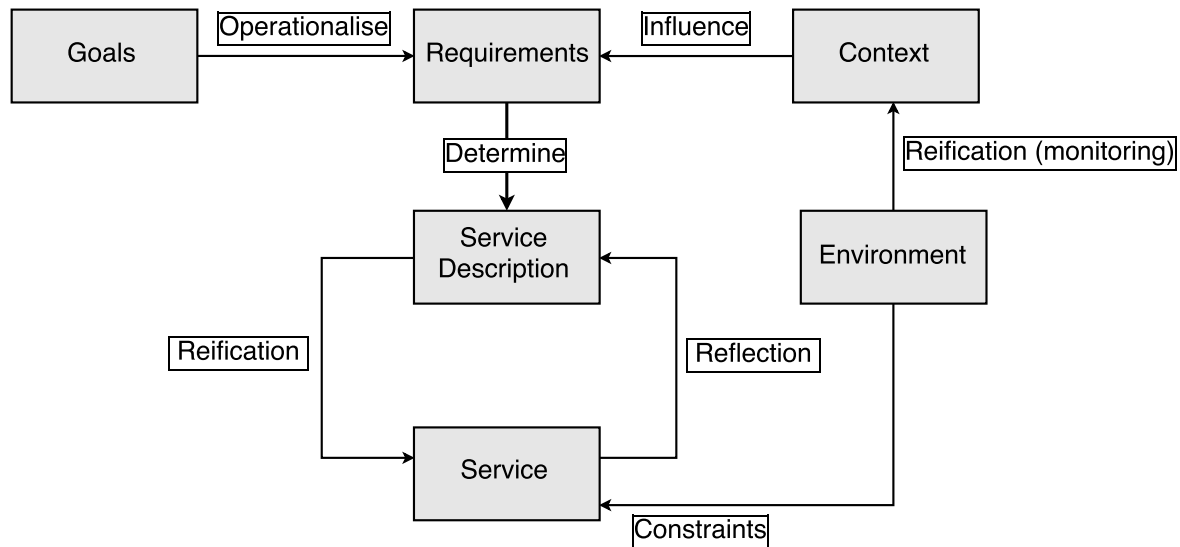 Operationalise
Influence
Goals
Requirements
Context
Determine
Reification (monitoring)
Service
Description
Environment
Reification
Reflection
Service
Constraints